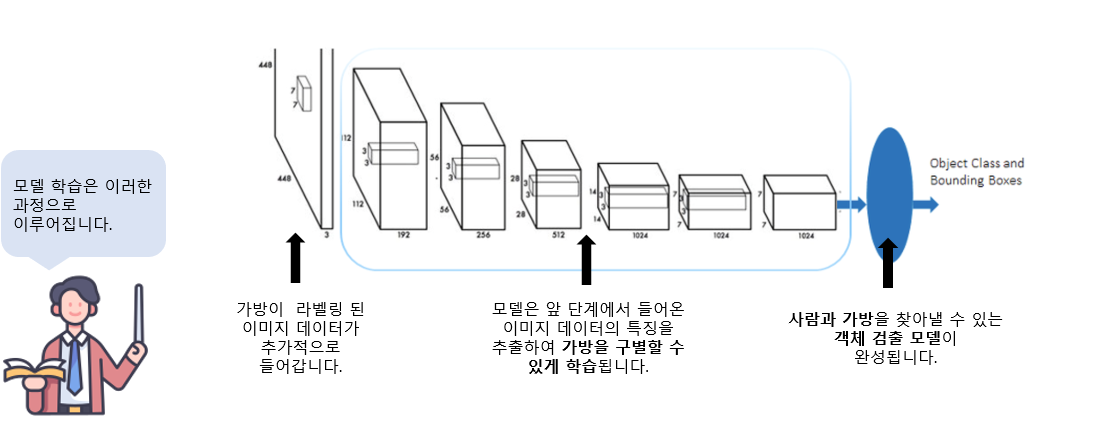 모델 학습은 이러한
과정으로
이루어집니다.
448
7
7
448
3
112
3
3
112
192
56
3
3
56
256
28
3
3
28
512
14
3
3
14
1024
7
3
3
7
1024
7
7
1024
Object Class and
Bounding Boxes
가방이 라벨링 된
이미지 데이터가
추가적으로
들어갑니다.
모델은 앞 단계에서 들어온
이미지 데이터의 특징을
추출하여 가방을 구별할 수
있게 학습됩니다.
사람과 가방을 찾아낼 수 있는
객체 검출 모델이
완성됩니다.